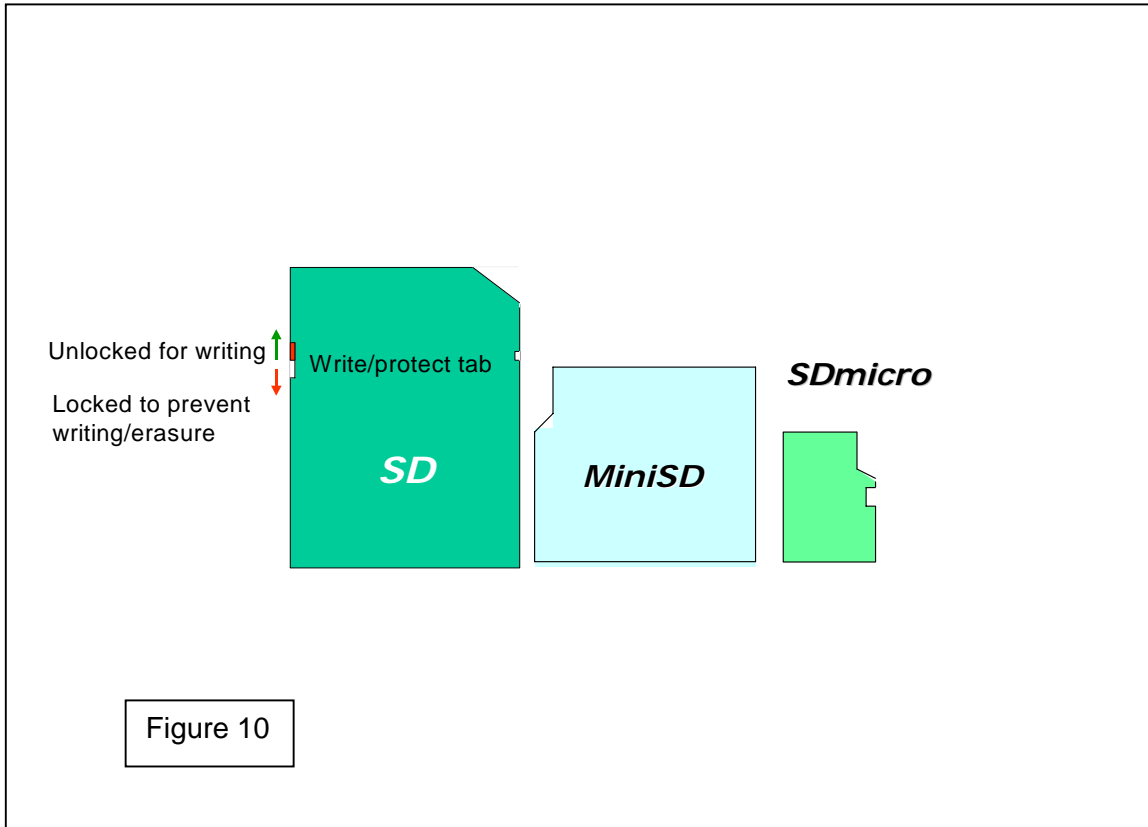 Unlocked for writing
Write/protect tab
Locked to prevent
writing/erasure
SD
MiniSD
SDmicro
Figure 10